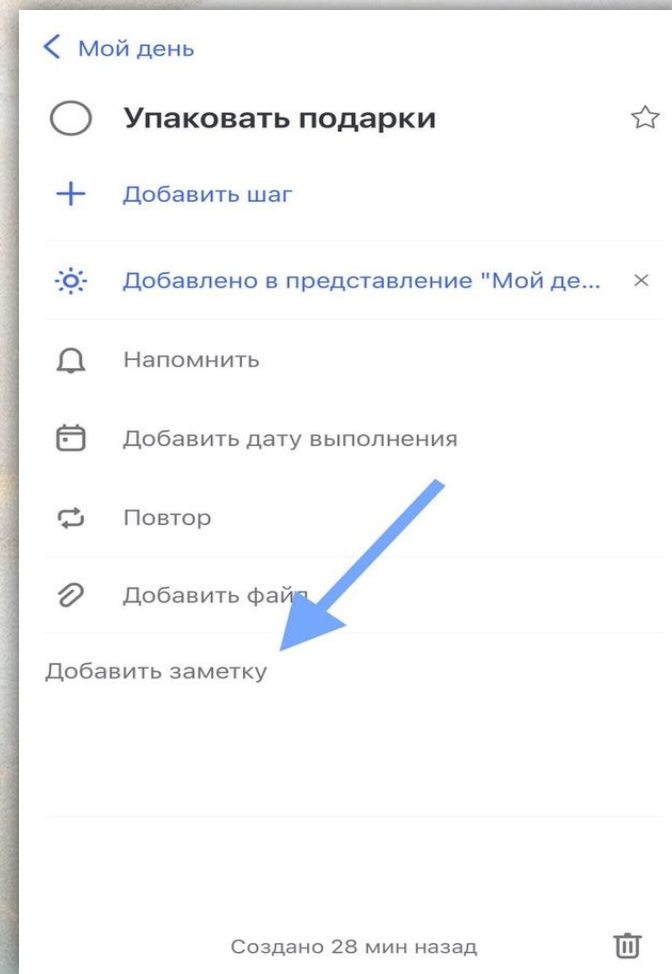 Мой день
Упаковать подарки
Добавить шаг
Добавлено в представление "Мой де...
Напомнить
Добавить дату выполнения
Повтор
Добавить файл
Добавить заметку
Создано 28 мин назад